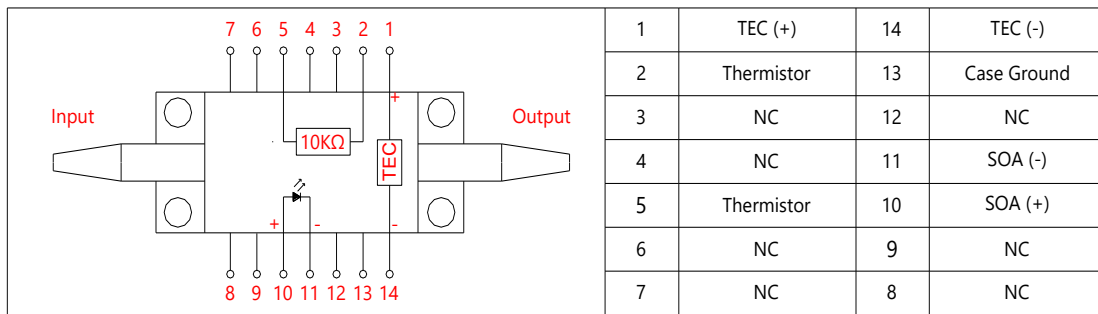 7 6 5 4 3 2 1
+
Input
Output
10KΩ
TEC
+ - -
8 9 10 11 12 13 14
1 TEC (+) 14 TEC (-)
2 Thermistor 13 Case Ground
3 NC 12 NC
4 NC 11 SOA (-)
5 Thermistor 10 SOA (+)
6 NC 9 NC
7 NC 8 NC